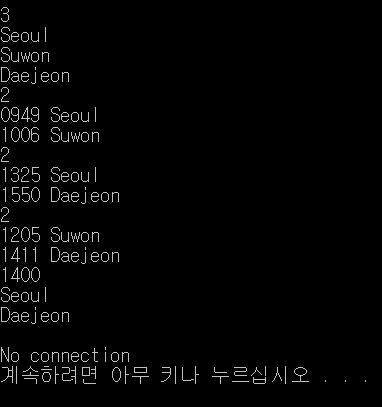 3
Seoul
Suwon
Daejeon
2
0949 Seoul
1006 Suwon
2
1325 Seoul
1550 Daejeon
2
1205 Suwon
1411 Daejeon
1400
Seoul
Daejeon
No connection
계속하려면 아무 키나 누르십시오 . . .